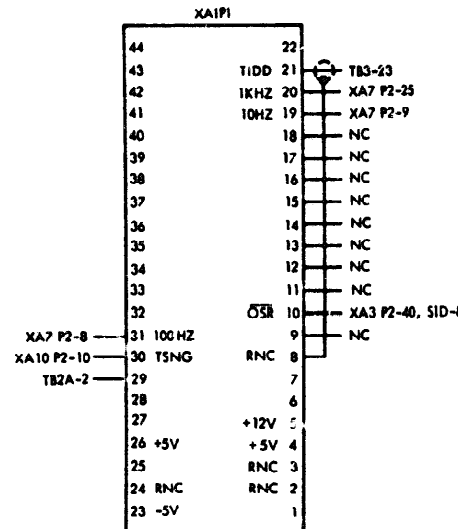 XA1P1
44 22
43 TIDD 21 TB3-23
42 1KHZ 20 XA7 P2-25
41 10HZ 19 XA7 P2-9
40 18 NC
39 17 NC
38 16 NC
37 15 NC
36 14 NC
35 13 NC
34 12 NC
33 11 NC
32 OSR 10 XA3 P2-40, SID-
XA7 P2-8 31 100HZ 9 NC
XA10 P2-10 30 TSNG RNC 8
TB2A-2 29 7
28 6
27 +12V 5
26 +5V +5V 4
25 RNC 3
24 RNC RNC 2
23 -5V 1